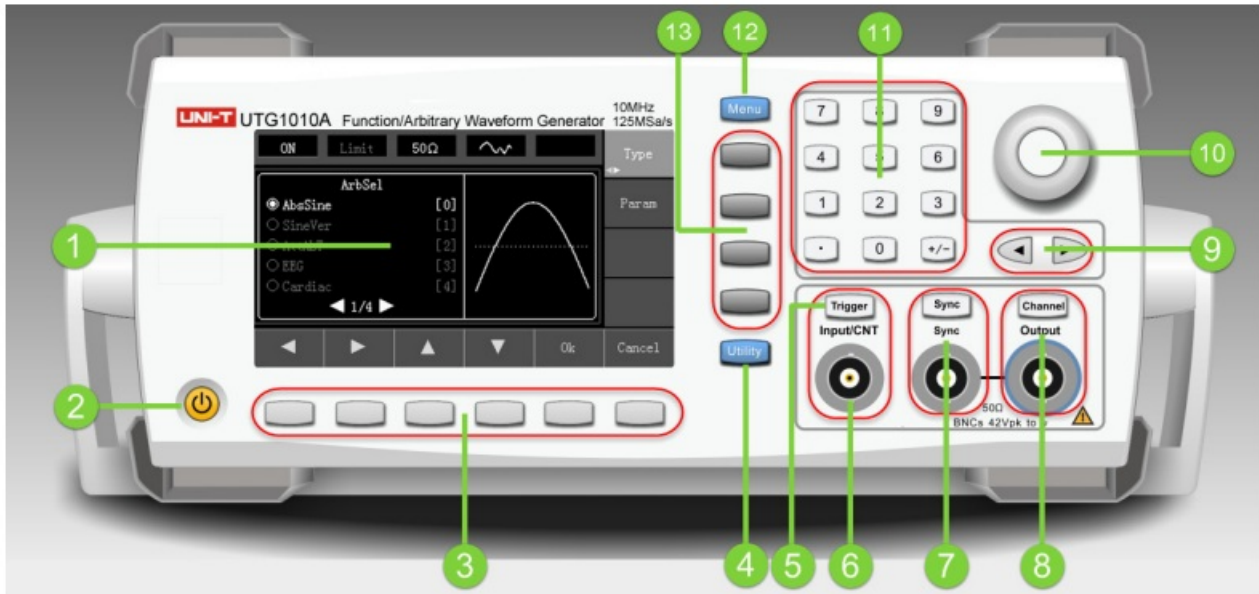 13
12
11
UNI-T UTG1010A Function/Arbitrary Waveform Generator 10MHz 125MSa/s
Menu
7 8 9
ON Limit 50Ω Type
ArbSel
AbsSine [0]
SineVer [1]
[2]
EEG [3]
Cardiac [4]
1/4
Param
4 6
10
1 2 3
. 0 +/-
1
9
Trigger Sync Channel
Input/CNT Sync Output
Ok Cancel
Utility
2
50Ω
BNCs 42Vpk to
3
4
5
6
7
8